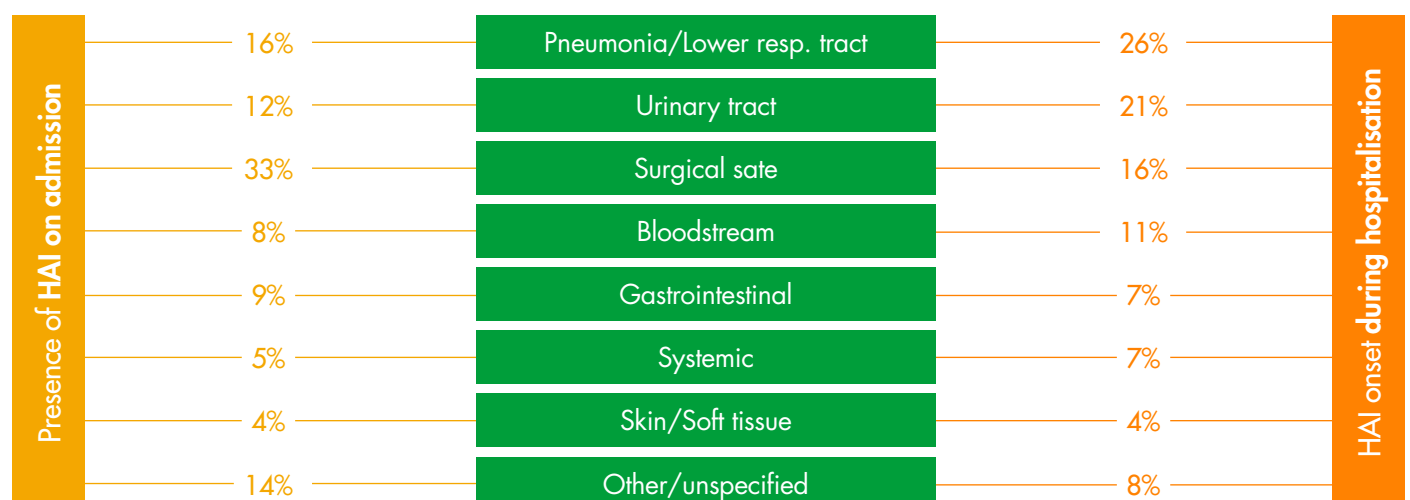 Presence of HAI on admission
16% Pneumonia/Lower resp. tract 26%
12% Urinary tract 21%
33% Surgical sate 16%
8% Bloodstream 11%
9% Gastrointestinal 7%
5% Systemic 7%
4% Skin/Soft tissue 4%
14% Other/unspecified 8%
HAI onset during hospitalisation